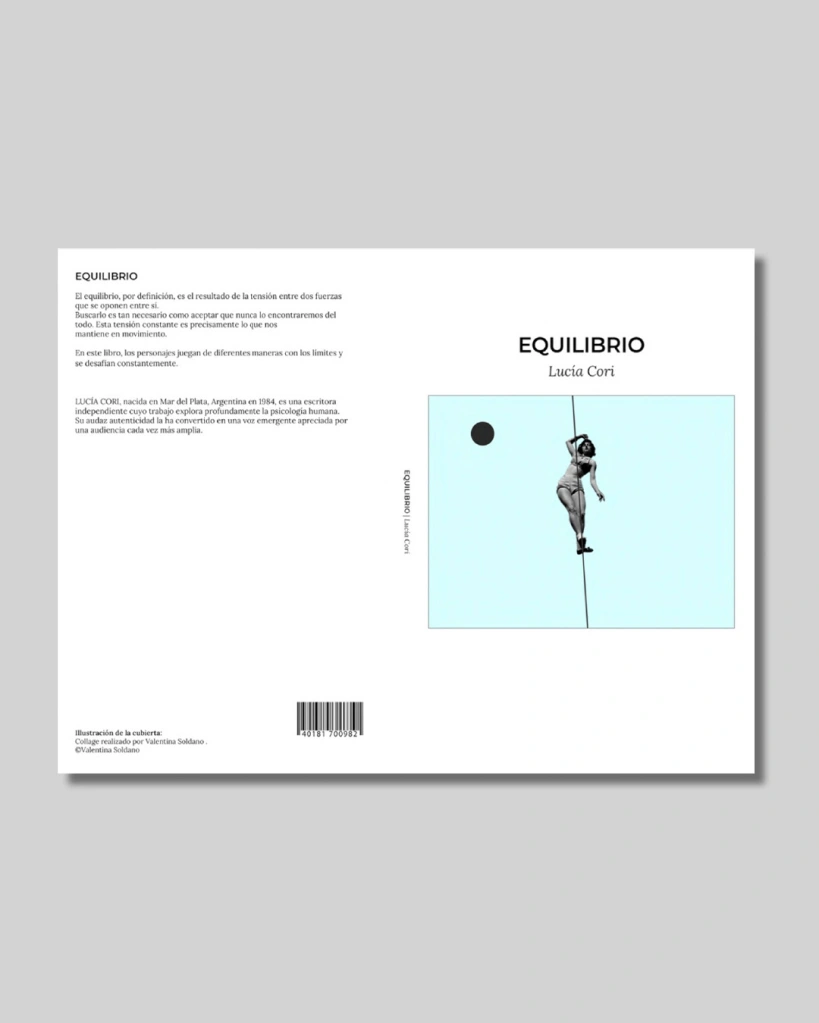 EQUILIBRIO
El equilibrio, por definición, es el resultado de la tensión entre dos fuerzas
que se oponen entre sí.
Buscarlo es tan necesario como aceptar que nunca lo encontraremos del
todo. Esta tensión constante es precisamente lo que nos
mantiene en movimiento.
En este libro, los personajes juegan de diferentes maneras con los límites y
se desafían constantemente.
LUCÍA CORI, nacida en Mar del Plata, Argentina en 1984, es una escritora
independiente cuyo trabajo explora profundamente la psicología humana.
Su audaz autenticidad la ha convertido en una voz emergente apreciada por
una audiencia cada vez más amplia.
Illustración de la cubierta:
Collage realizado por Valentina Soldano .
©Valentina Soldano
40181 700982
EQUILIBRIO | Lucía Cori
EQUILIBRIO
Lucía Cori